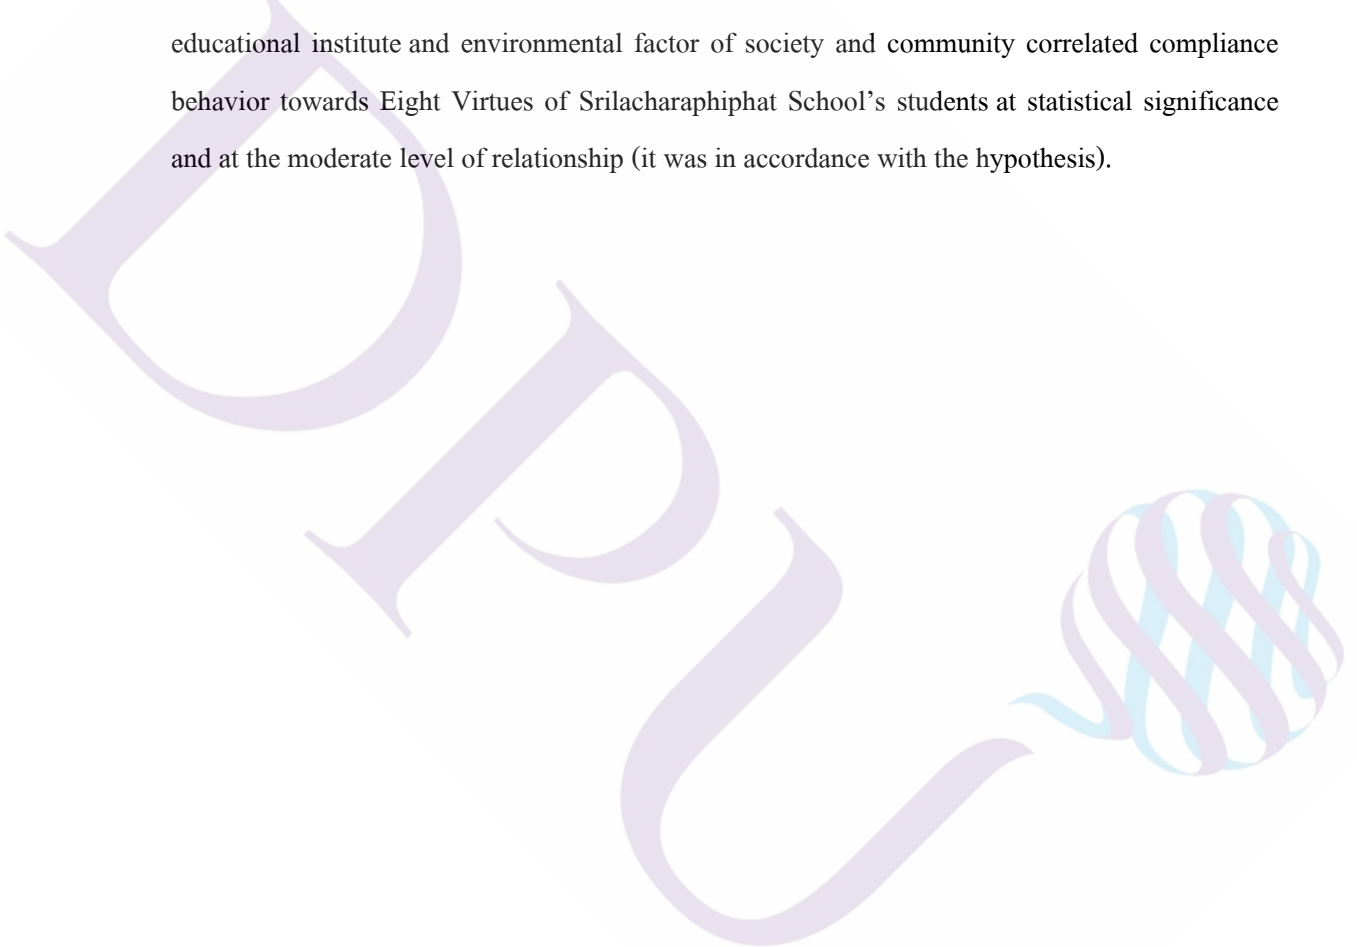 educational institute and environmental factor of society and community correlated compliance
behavior towards Eight Virtues of Srilacharaphiphat School’s students at statistical significance
and at the moderate level of relationship (it was in accordance with the hypothesis).
DPU